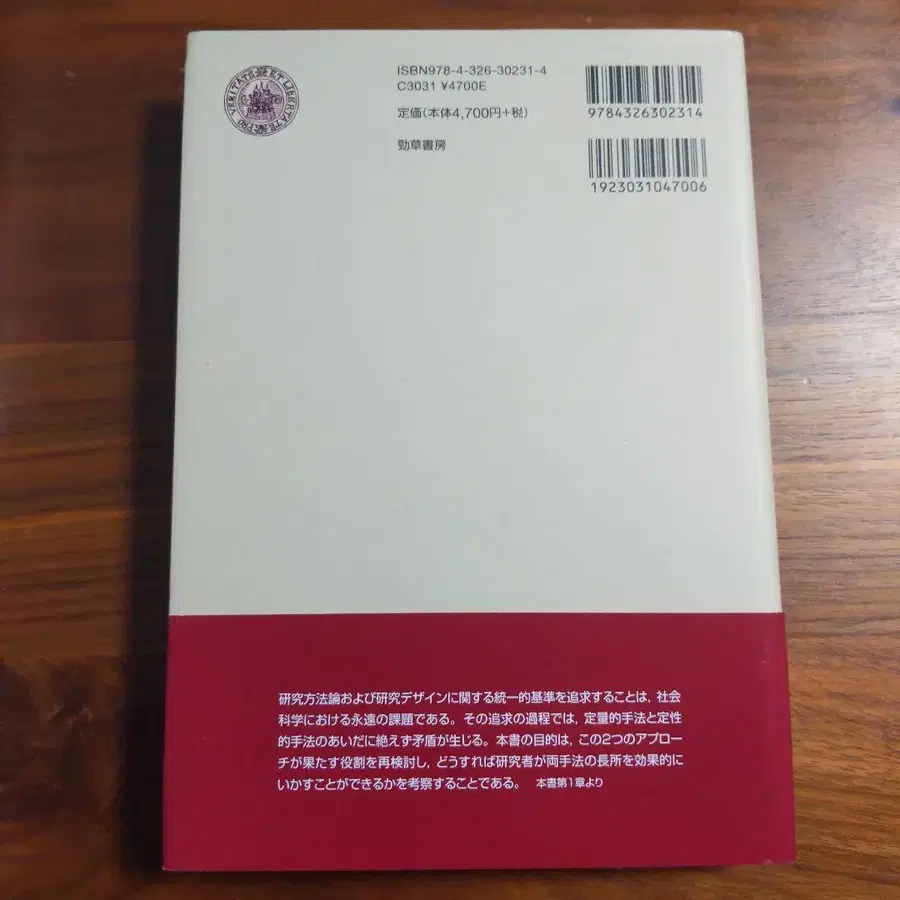 PRO VERITATE ET LIBERTATE
ISBN978-4-326-30231-4
C3031 ¥4700E
定価(本体4,700円+税)
勁草書房
9784326302314
1923031047006
研究方法論および研究デザインに関する統一的基準を追求することは、社会
科学における永遠の課題である。その追求の過程では、定量的手法と定性
的手法のあいだに絶えず矛盾が生じる。本書の目的は、この2つのアプロー
チが果たす役割を再検討し、どうすれば研究者が両手法の長所を効果的に
いかすことができるかを考察することである。 本書第1章より